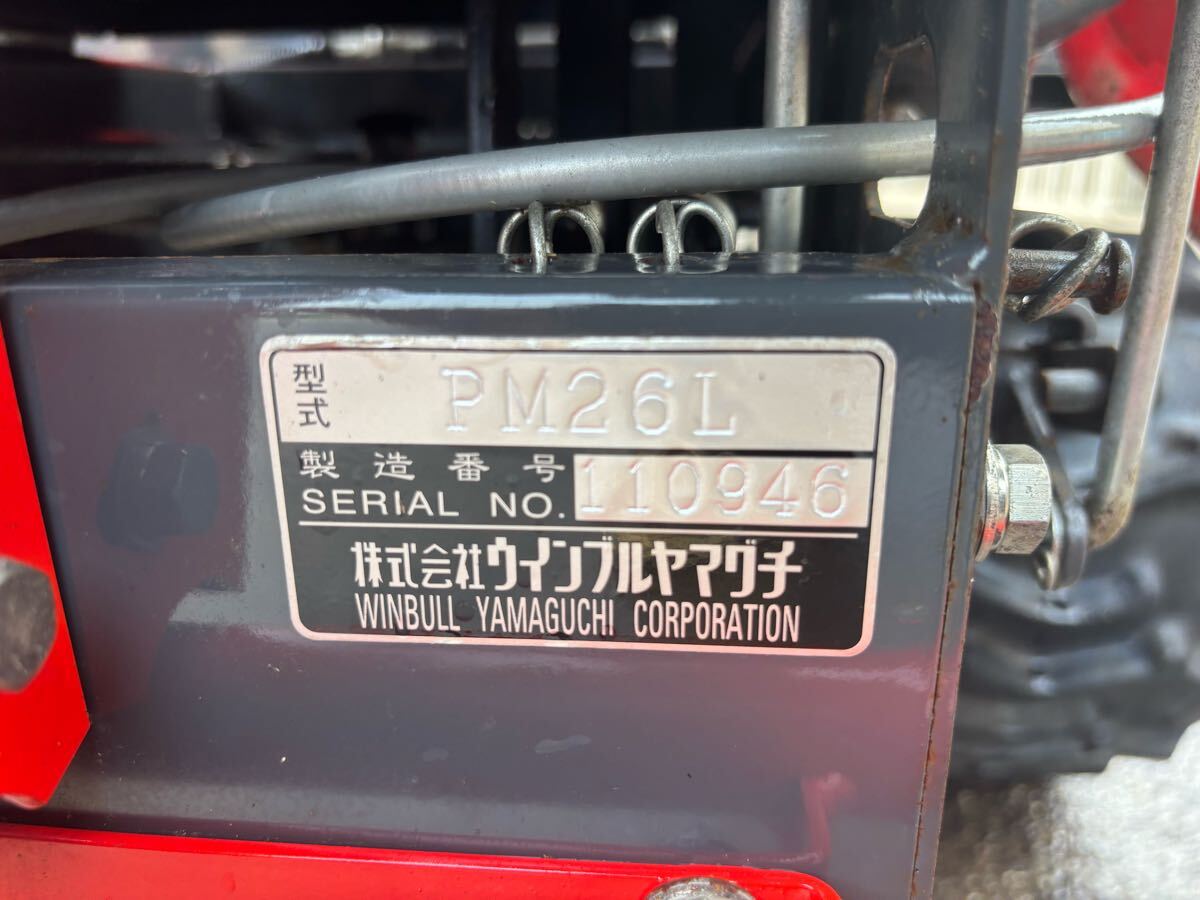 型式 PM26L
製造番号
SERIAL NO. 110946
株式会社ウインブルヤマグチ
WINBULL YAMAGUCHI CORPORATION